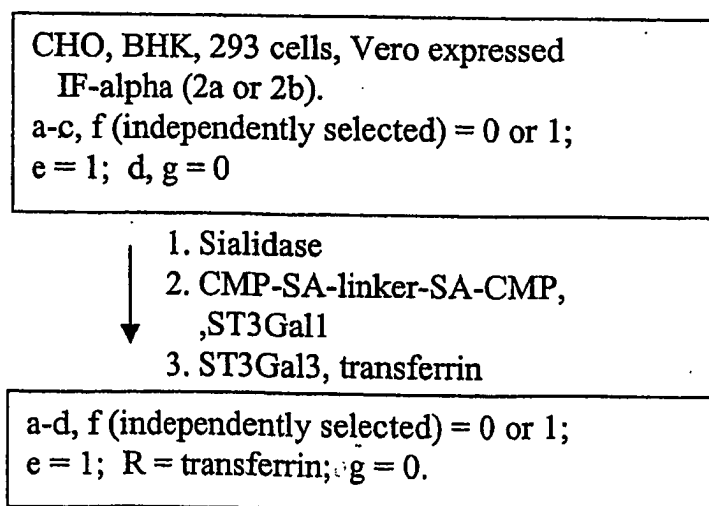 CHO, BHK, 293 cells, Vero expressed
IF-alpha (2a or 2b).
a-c, f (independently selected) = 0 or 1;
e = 1; d, g = 0
1. Sialidase
2. CMP-SA-linker-SA-CMP,
,ST3Gal1
3. ST3Gal3, transferrin
a-d, f (independently selected) = 0 or 1;
e = 1; R = transferrin; g = 0.